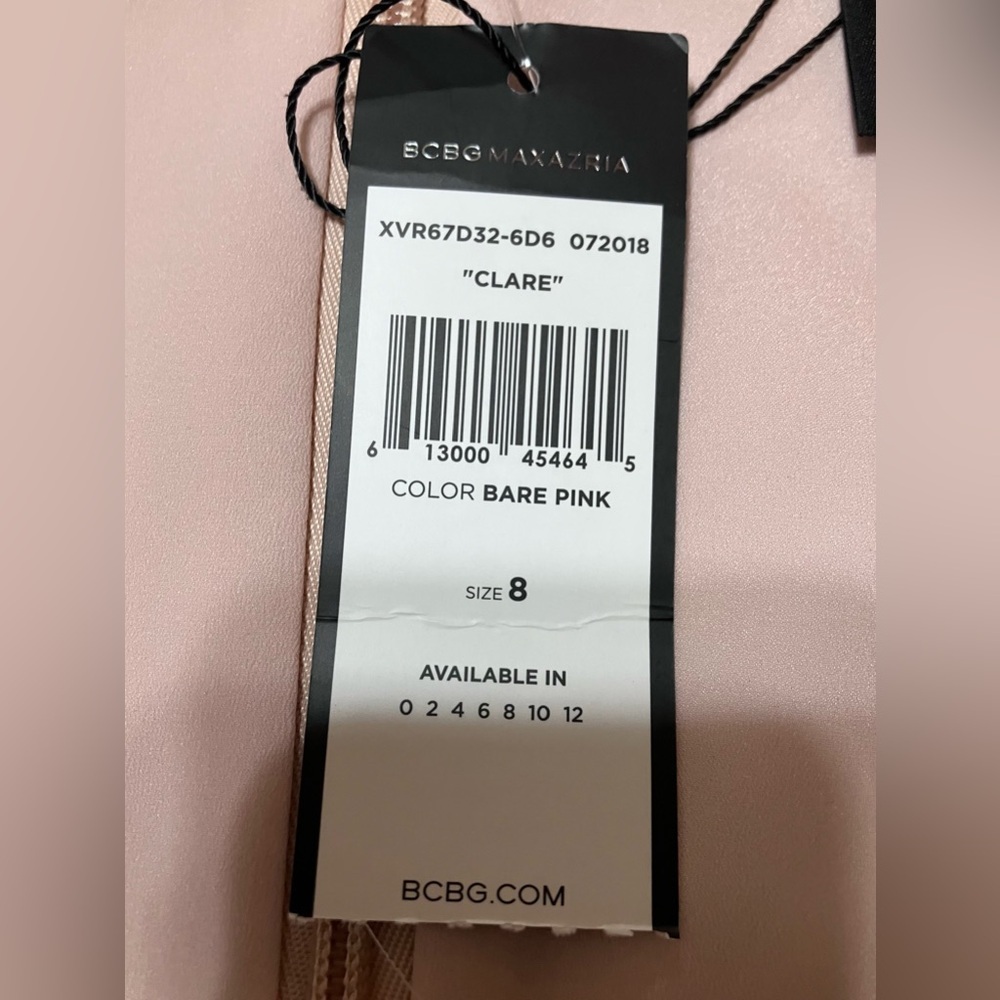 BCBGMAXAZRIA
XVR67D32-6D6 072018
"CLARE"
6 13000 45464 5
COLOR BARE PINK
SIZE 8
AVAILABLE IN
0 2 4 6 8 10 12
BCBG.COM